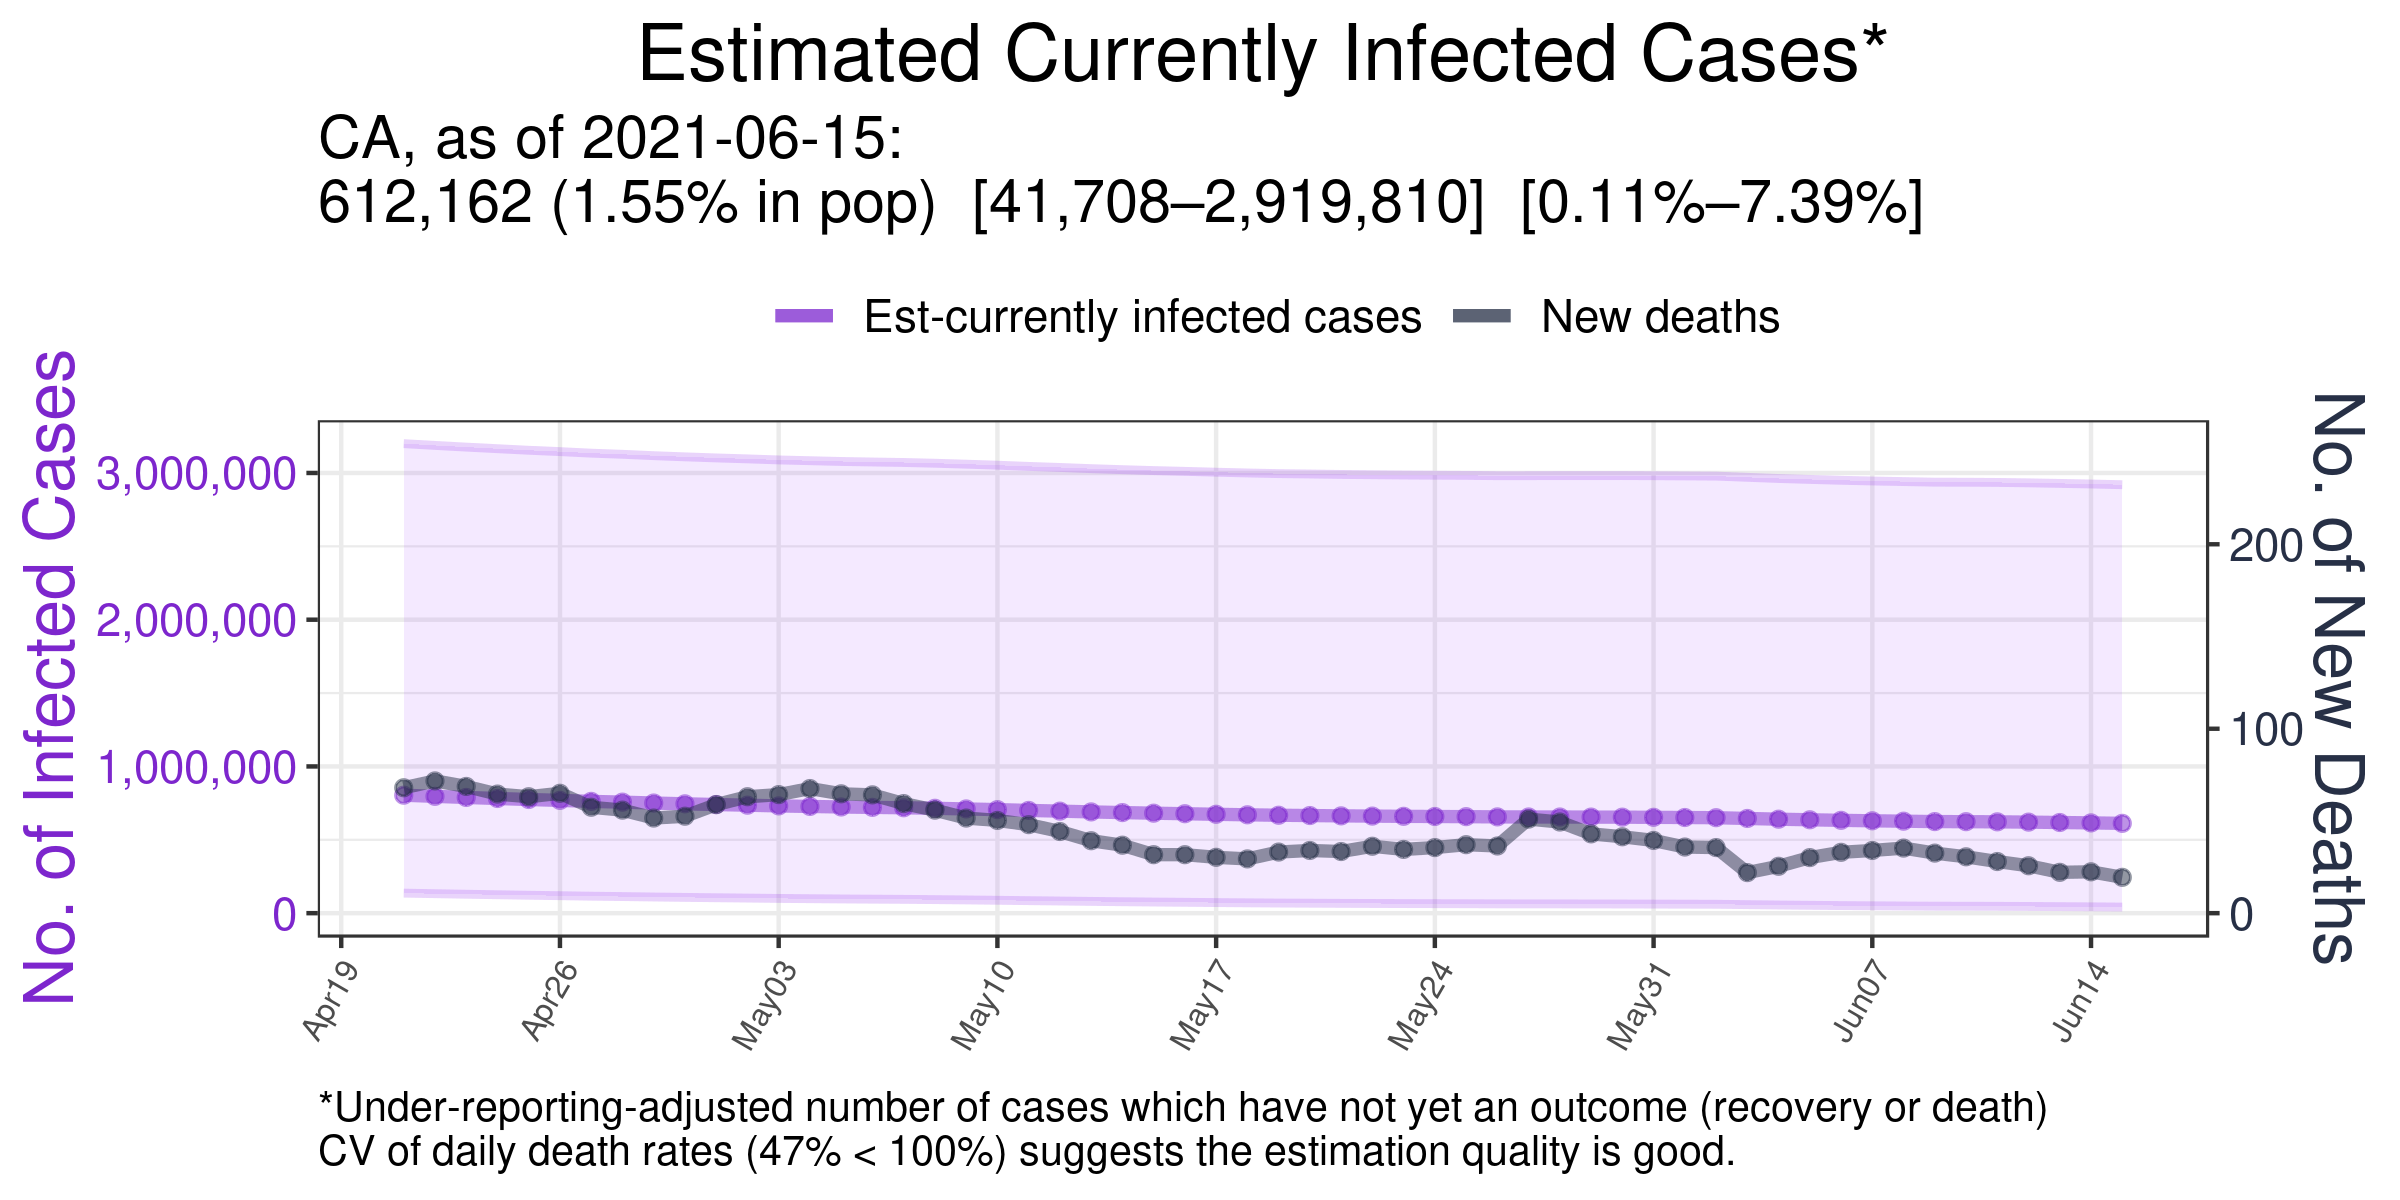 Estimated Currently Infected Cases*
CA, as of 2021-06-15:
612,162 (1.55% in pop)  [41,708–2,919,810]  [0.11%–7.39%]
Est-currently infected cases
New deaths
No. of Infected Cases
3,000,000
2,000,000
1,000,000
0
No. of New Deaths
200
100
0
Apr19
Apr26
May03
May10
May17
May24
May31
Jun07
Jun14
*Under-reporting-adjusted number of cases which have not yet an outcome (recovery or death)
CV of daily death rates (47% < 100%) suggests the estimation quality is good.